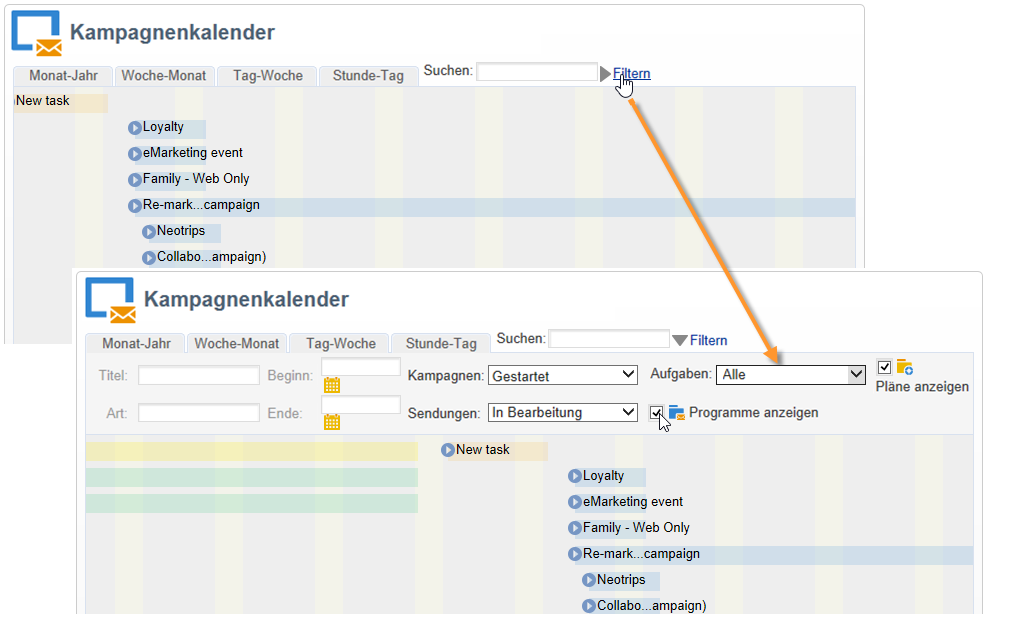 Kampagnenkalender
Monat-Jahr Woche-Monat Tag-Woche Stunde-Tag Suchen: Filtern
New task
Loyalty
eMarketing event
Family - Web Only
Re-mark...campaign
Neotrips
Collabo...ampaign)
Kampagnenkalender
Monat-Jahr Woche-Monat Tag-Woche Stunde-Tag Suchen: Filtern
Titel: Beginn: Kampagnen: Gestartet Aufgaben: Alle Pläne anzeigen
Art: Ende: Sendungen: In Bearbeitung Programme anzeigen
New task
Loyalty
eMarketing event
Family - Web Only
Re-mark...campaign
Neotrips
Collabo...ampaign)